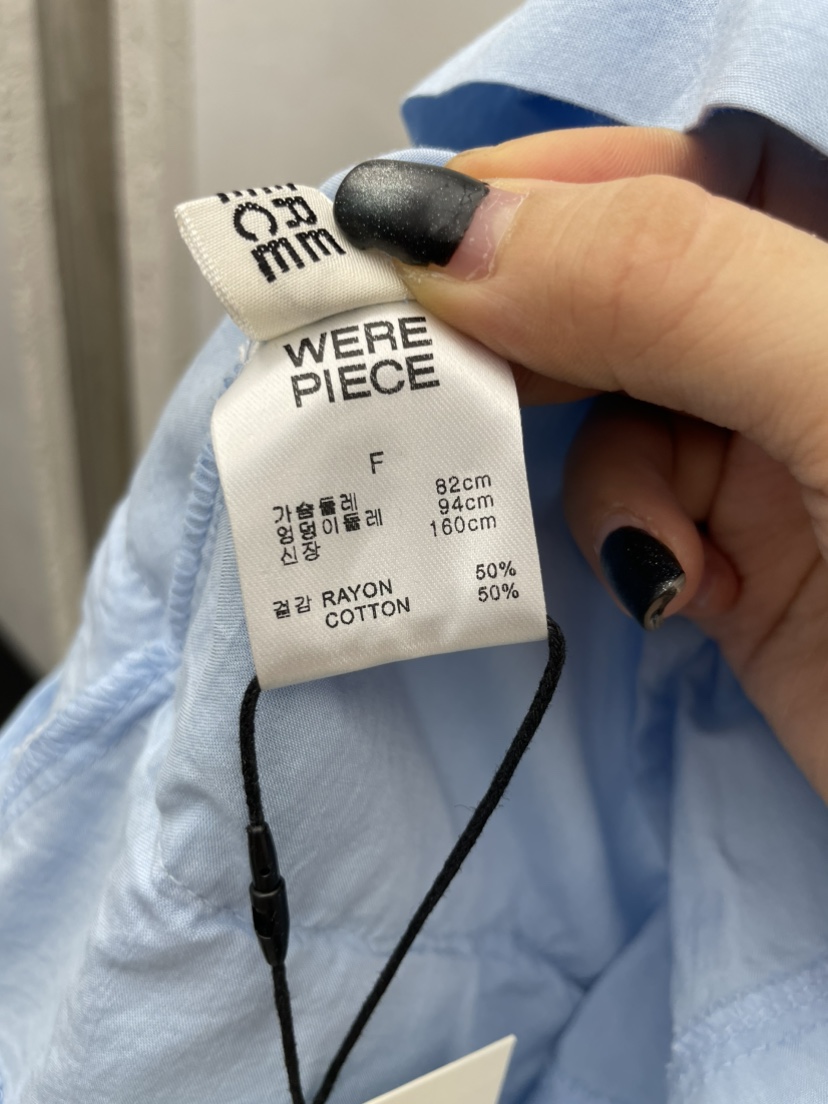 WERE
PIECE
F
가슴둘레 82cm
엉덩이둘레 94cm
신장 160cm
겉감 RAYON 50%
COTTON 50%